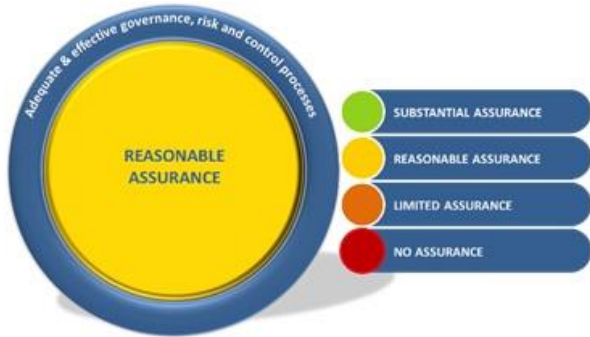 Adequate & effective governance, risk and control processes
REASONABLE
ASSURANCE
SUBSTANTIAL ASSURANCE
REASONABLE ASSURANCE
LIMITED ASSURANCE
NO ASSURANCE